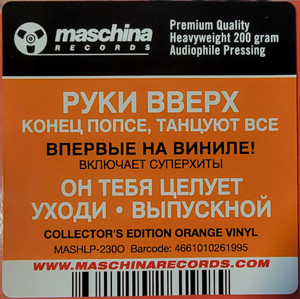 maschina
RECORDS
Premium Quality
Heavyweight 200 gram
Audiophile Pressing
РУКИ ВВЕРХ
КОНЕЦ ПОПСЕ, ТАНЦУЮТ ВСЕ
ВПЕРВЫЕ НА ВИНИЛЕ!
ВКЛЮЧАЕТ СУПЕРХИТЫ
ОН ТЕБЯ ЦЕЛУЕТ
УХОДИ • ВЫПУСКНОЙ
COLLECTOR'S EDITION ORANGE VINYL
MASHLP-230O Barcode: 4661010261995
WWW.MASCHINARECORDS.COM